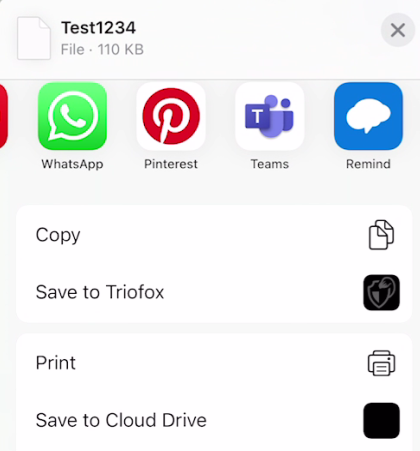 Test1234
File · 110 KB
WhatsApp
Pinterest
T
Teams
Remind
Copy
Save to Triofox
Print
Save to Cloud Drive